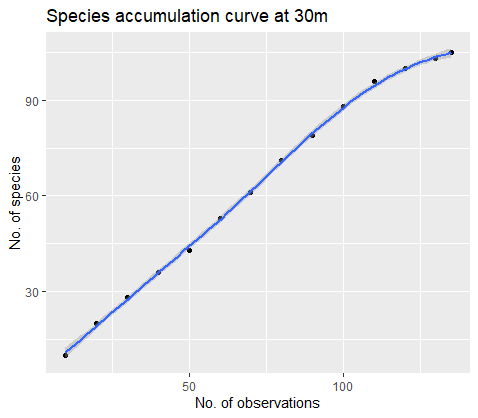 Species accumulation curve at 30m
90
60
30
No. of species
50
100
No. of observations